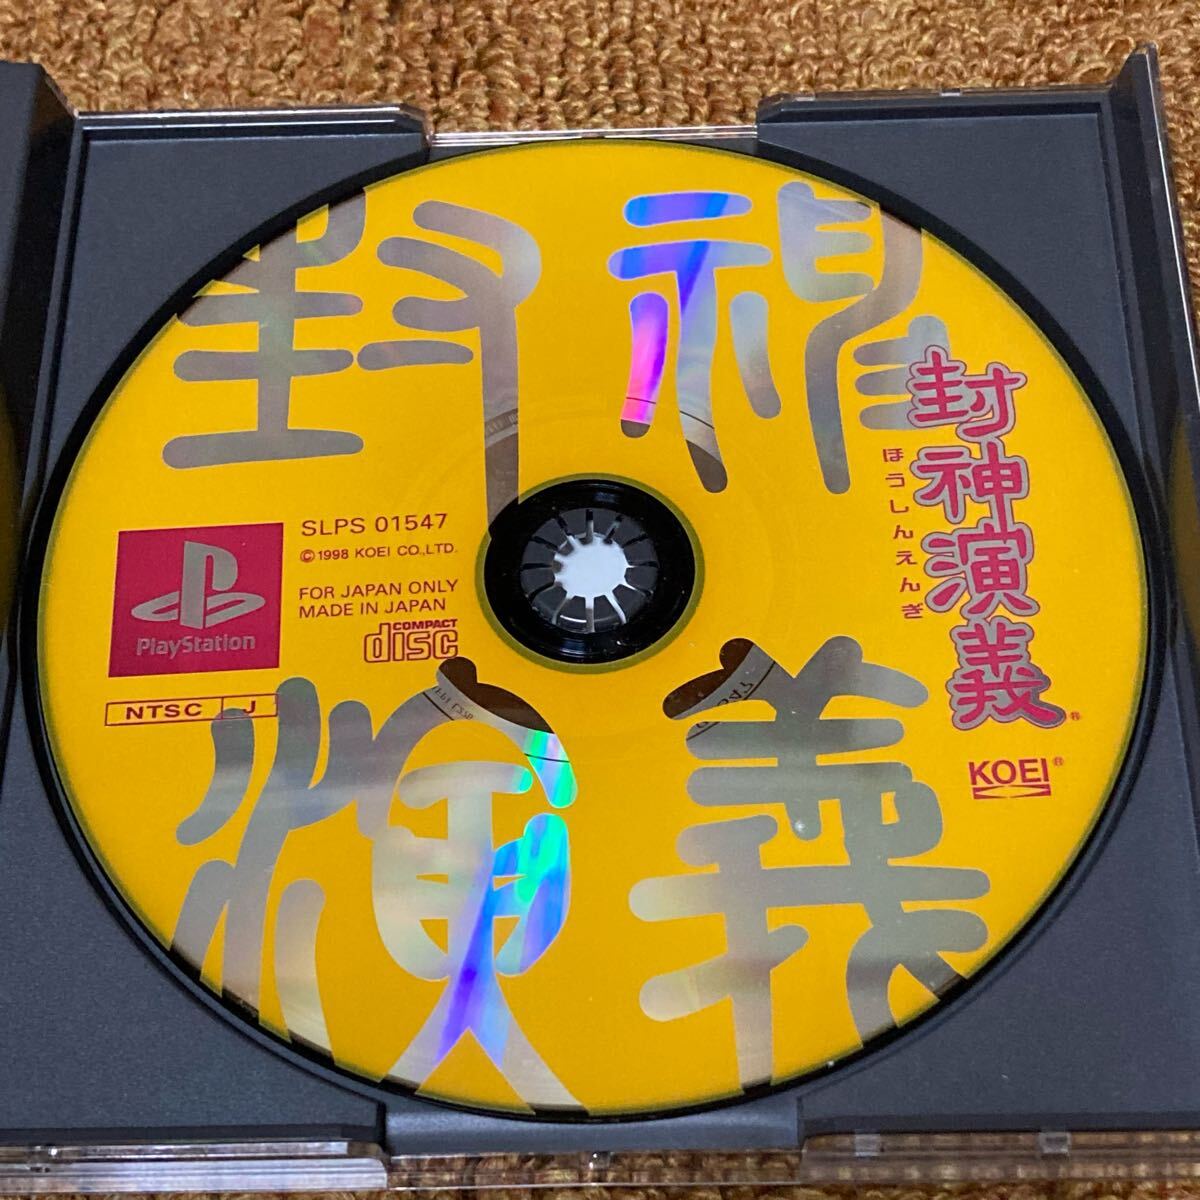 封神
演義
封神演義®
ほうしんえんぎ
SLPS 01547
©1998 KOEI CO.,LTD.
FOR JAPAN ONLY
MADE IN JAPAN
COMPACT
disc
PlayStation
NTSC J
KOEI®